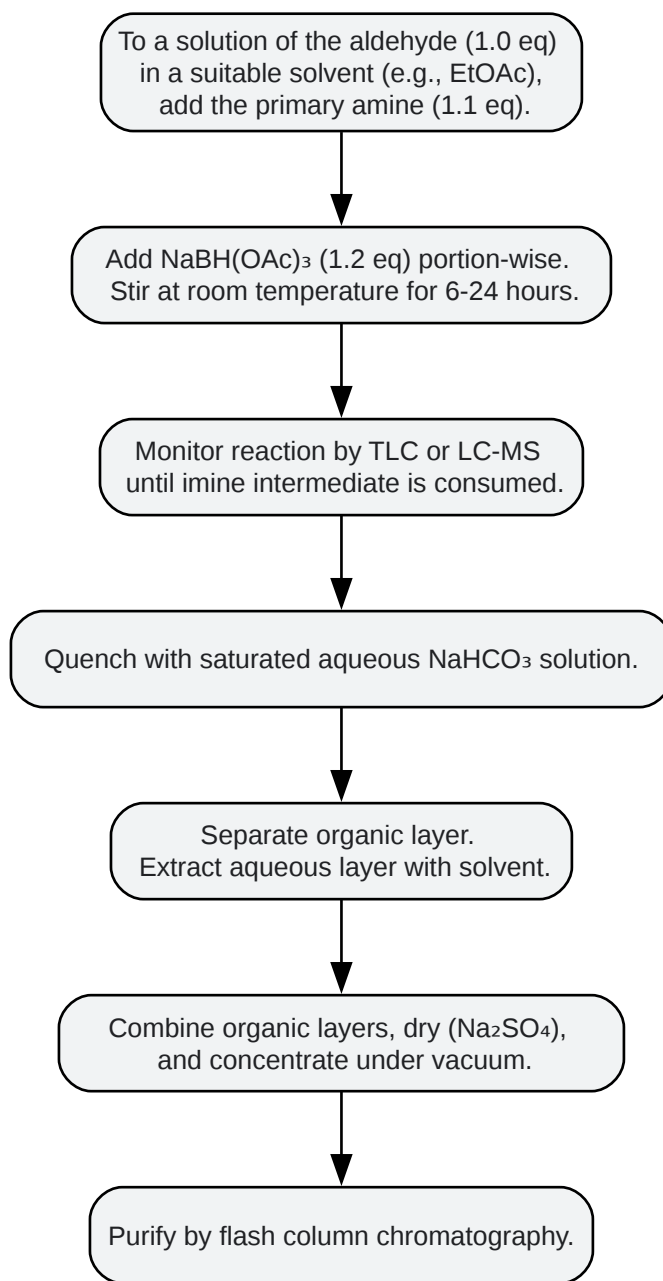 To a solution of the aldehyde (1.0 eq)
in a suitable solvent (e.g., EtOAc),
add the primary amine (1.1 eq).
Add NaBH(OAc)₃ (1.2 eq) portion-wise.
Stir at room temperature for 6-24 hours.
Monitor reaction by TLC or LC-MS
until imine intermediate is consumed.
Quench with saturated aqueous NaHCO₃ solution.
Separate organic layer.
Extract aqueous layer with solvent.
Combine organic layers, dry (Na₂SO₄),
and concentrate under vacuum.
Purify by flash column chromatography.